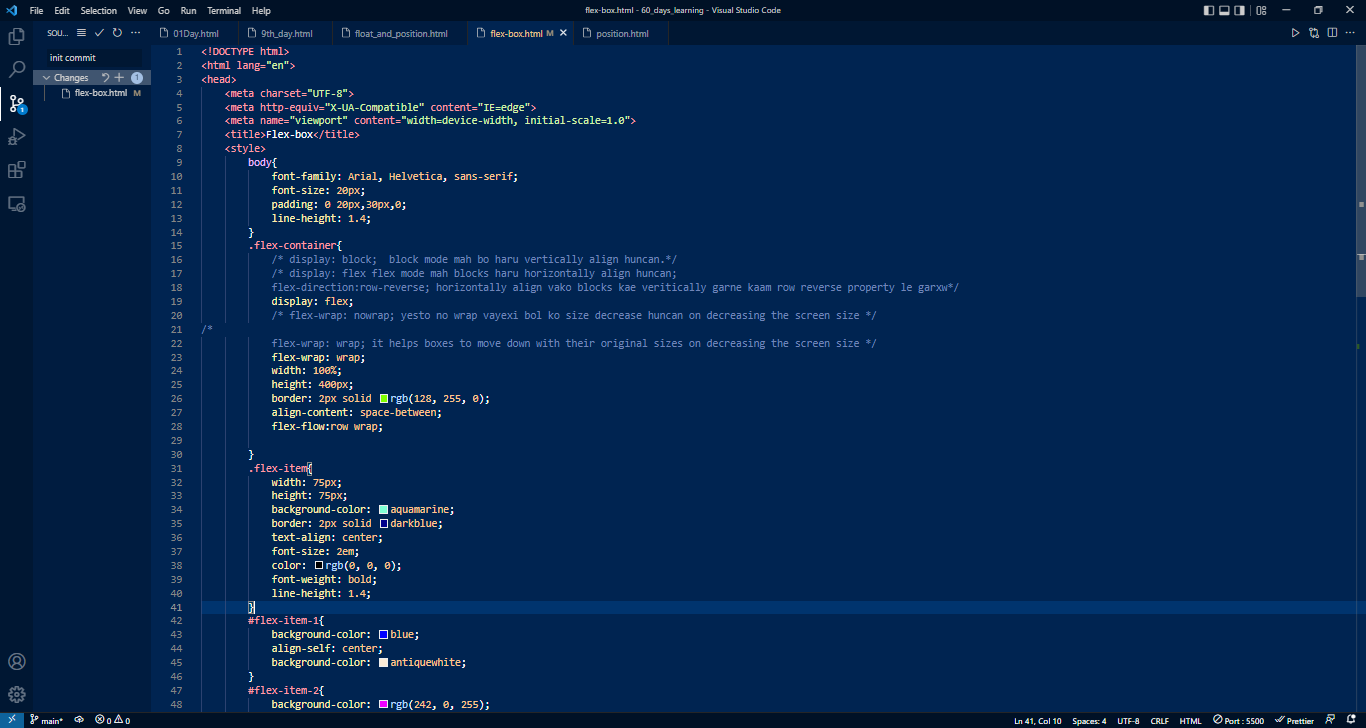 File Edit Selection View Go Run Terminal Help
flex-box.html - 60_days_learning - Visual Studio Code
SOU...
01Day.html 9th_day.html float_and_position.html flex-box.html M position.html
init commit
Changes 1
flex-box.html M
1
1 <!DOCTYPE html>
2 <html lang="en">
3 <head>
4 <meta charset="UTF-8">
5 <meta http-equiv="X-UA-Compatible" content="IE=edge">
6 <meta name="viewport" content="width=device-width, initial-scale=1.0">
7 <title>Flex-box</title>
8 <style>
9 body{
10 font-family: Arial, Helvetica, sans-serif;
11 font-size: 20px;
12 padding: 0 20px,30px,0;
13 line-height: 1.4;
14 }
15 .flex-container{
16 /* display: block;  block mode mah bo haru vertically align huncan.*/
17 /* display: flex flex mode mah blocks haru horizontally align huncan;
18 flex-direction:row-reverse; horizontally align vako blocks kae veritically garne kaam row reverse property le garxw*/
19 display: flex;
20 /* flex-wrap: nowrap; yesto no wrap vayexi bol ko size decrease huncan on decreasing the screen size */
21 /*
22 flex-wrap: wrap; it helps boxes to move down with their original sizes on decreasing the screen size */
23 flex-wrap: wrap;
24 width: 100%;
25 height: 400px;
26 border: 2px solid rgb(128, 255, 0);
27 align-content: space-between;
28 flex-flow:row wrap;
29
30 }
31 .flex-item{
32 width: 75px;
33 height: 75px;
34 background-color: aquamarine;
35 border: 2px solid darkblue;
36 text-align: center;
37 font-size: 2em;
38 color: rgb(0, 0, 0);
39 font-weight: bold;
40 line-height: 1.4;
41 }
42 #flex-item-1{
43 background-color: blue;
44 align-self: center;
45 background-color: antiquewhite;
46 }
47 #flex-item-2{
48 background-color: rgb(242, 0, 255);
main* 0 0 Ln 41, Col 10 Spaces: 4 UTF-8 CRLF HTML Port : 5500 Prettier